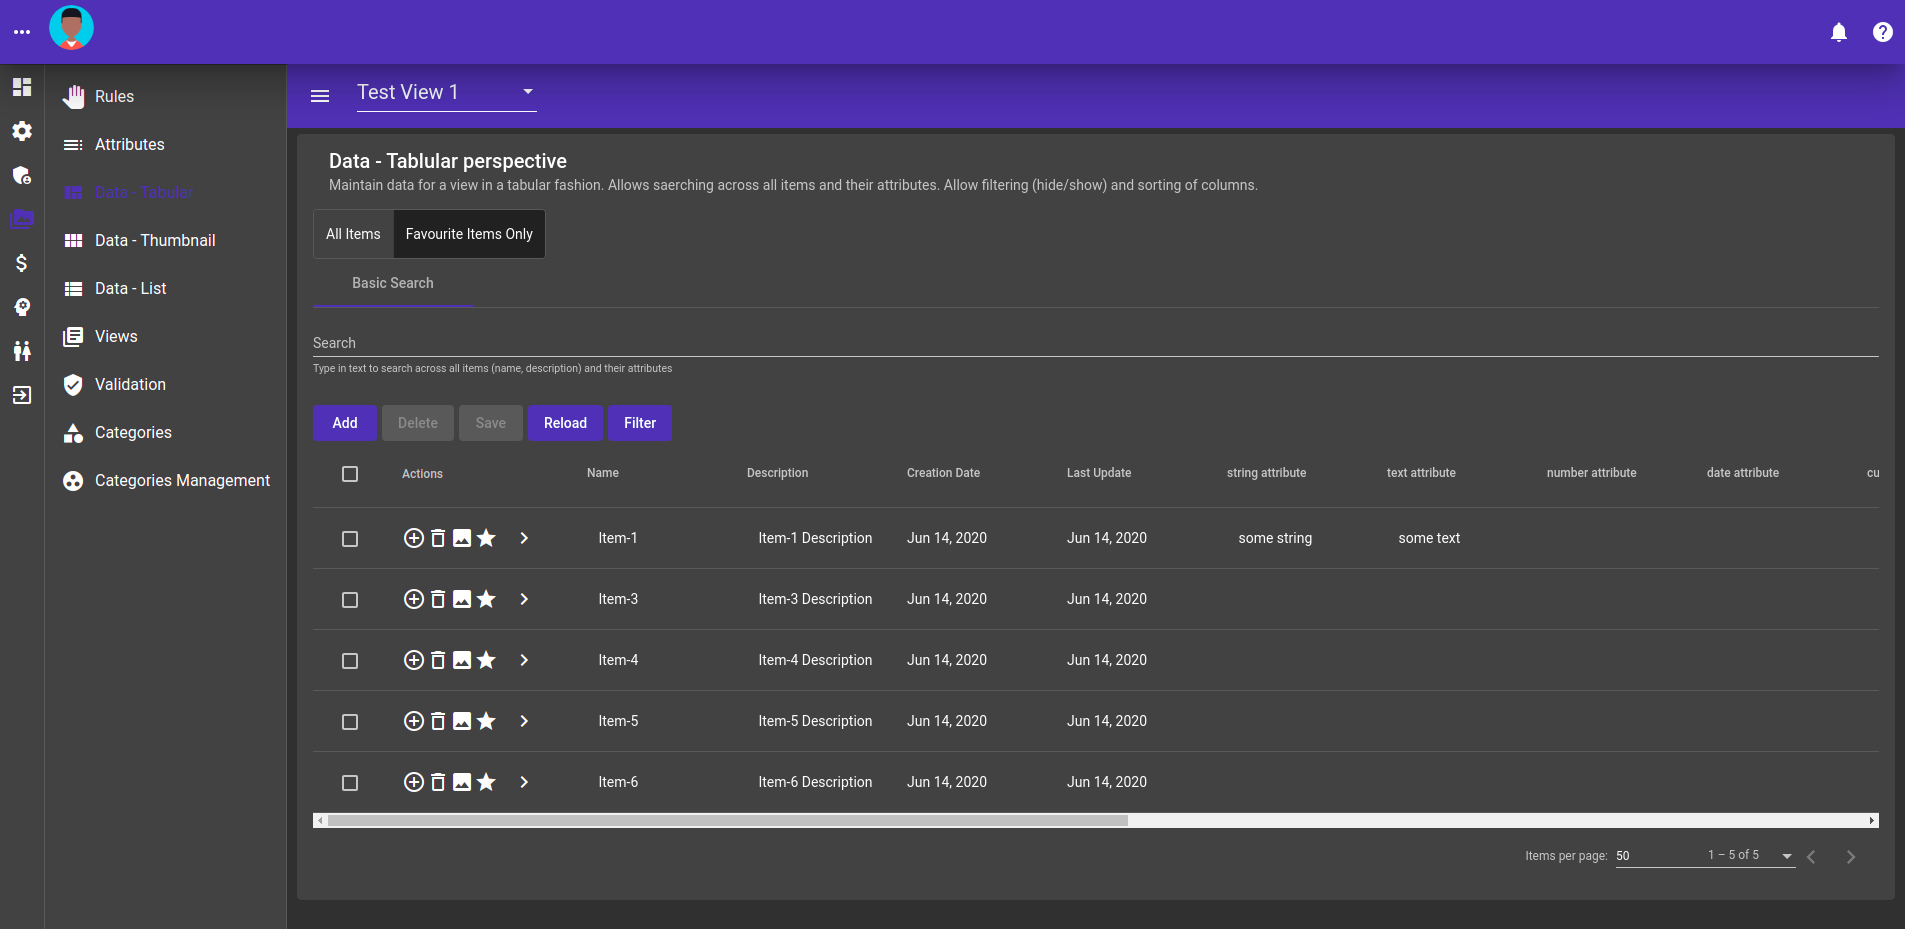 Test View 1
Rules
Attributes
Data - Tabular
Data - Thumbnail
Data - List
Views
Validation
Categories
Categories Management
Data - Tablular perspective
Maintain data for a view in a tabular fashion. Allows saerching across all items and their attributes. Allow filtering (hide/show) and sorting of columns.
All Items Favourite Items Only
Basic Search
Search
Type in text to search across all items (name, description) and their attributes
Add Delete Save Reload Filter
Actions Name Description Creation Date Last Update string attribute text attribute number attribute date attribute cu
Item-1 Item-1 Description Jun 14, 2020 Jun 14, 2020 some string some text
Item-3 Item-3 Description Jun 14, 2020 Jun 14, 2020
Item-4 Item-4 Description Jun 14, 2020 Jun 14, 2020
Item-5 Item-5 Description Jun 14, 2020 Jun 14, 2020
Item-6 Item-6 Description Jun 14, 2020 Jun 14, 2020
Items per page: 50 1 – 5 of 5